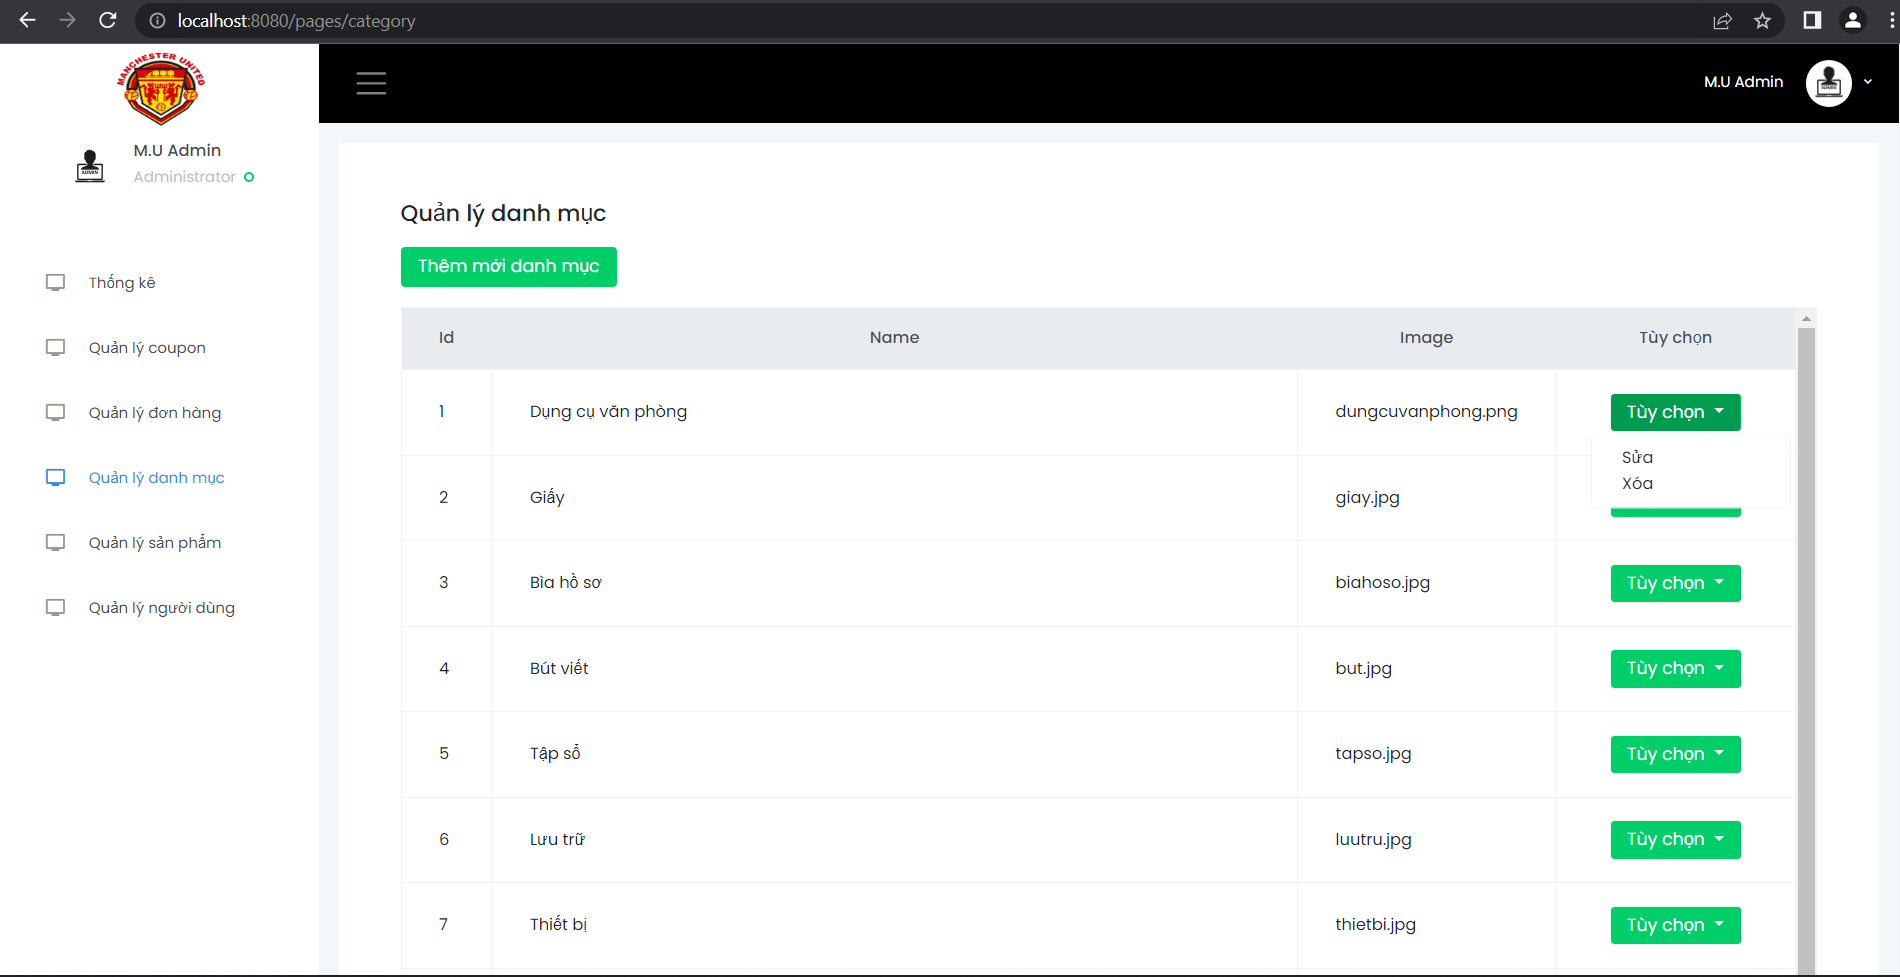 localhost:8080/pages/category
MANCHESTER UNITED
M.U Admin
M.U Admin
Administrator
Thống kê
Quản lý coupon
Quản lý đơn hàng
Quản lý danh mục
Quản lý sản phẩm
Quản lý người dùng
Quản lý danh mục
Thêm mới danh mục
Id Name Image Tùy chọn
1 Dụng cụ văn phòng dungcuvanphong.png Tùy chọn
Sửa
Xóa
2 Giấy giay.jpg
3 Bìa hồ sơ biahoso.jpg Tùy chọn
4 Bút viết but.jpg Tùy chọn
5 Tập sổ tapso.jpg Tùy chọn
6 Lưu trữ luutru.jpg Tùy chọn
7 Thiết bị thietbi.jpg Tùy chọn